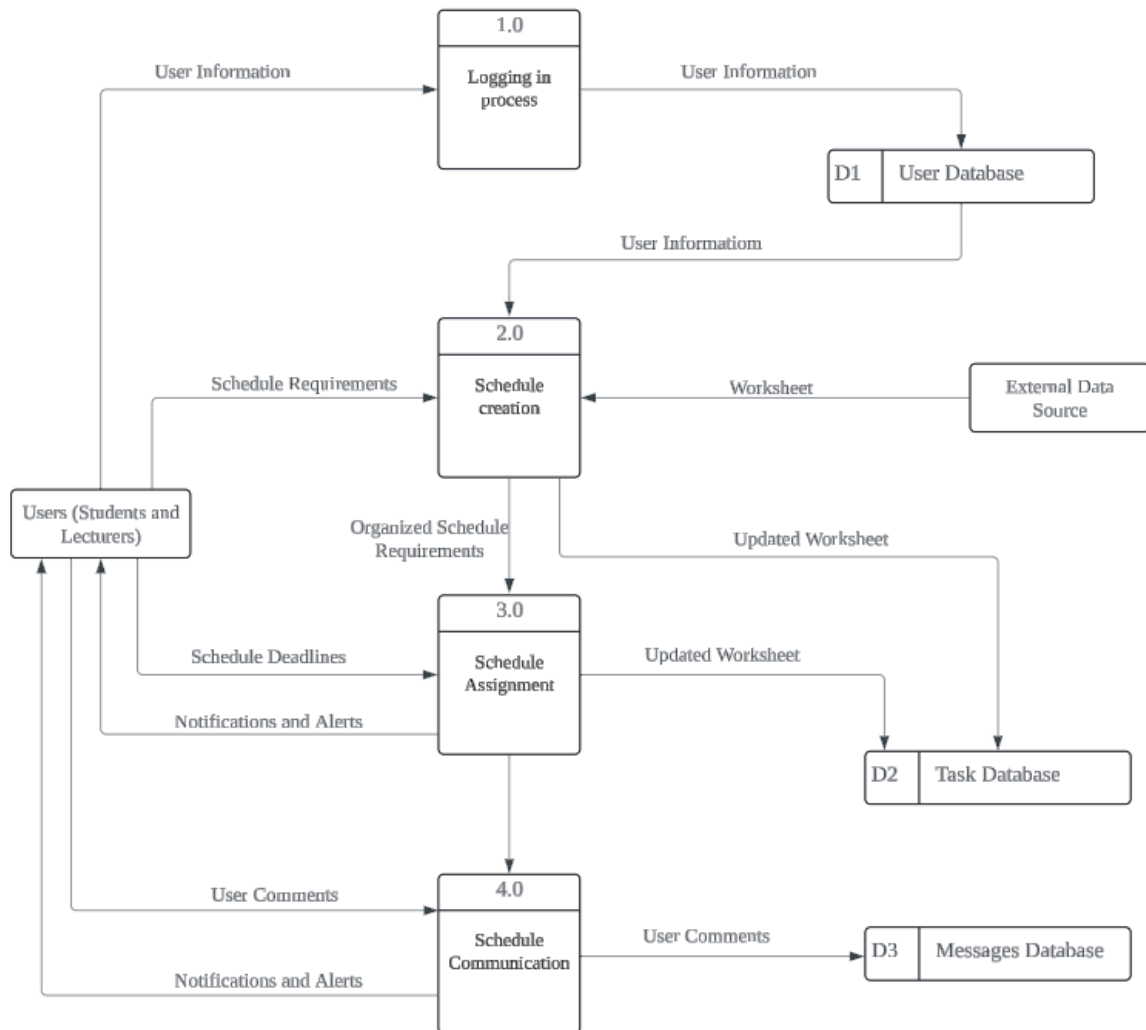 1.0
Logging in
process
User Information
User Information
D1
User Database
User Informatiom
2.0
Schedule
creation
Schedule Requirements
Worksheet
External Data
Source
Users (Students and
Lecturers)
Organized Schedule
Requirements
Updated Worksheet
3.0
Schedule
Assignment
Schedule Deadlines
Updated Worksheet
Notifications and Alerts
D2
Task Database
4.0
Schedule
Communication
User Comments
User Comments
D3
Messages Database
Notifications and Alerts